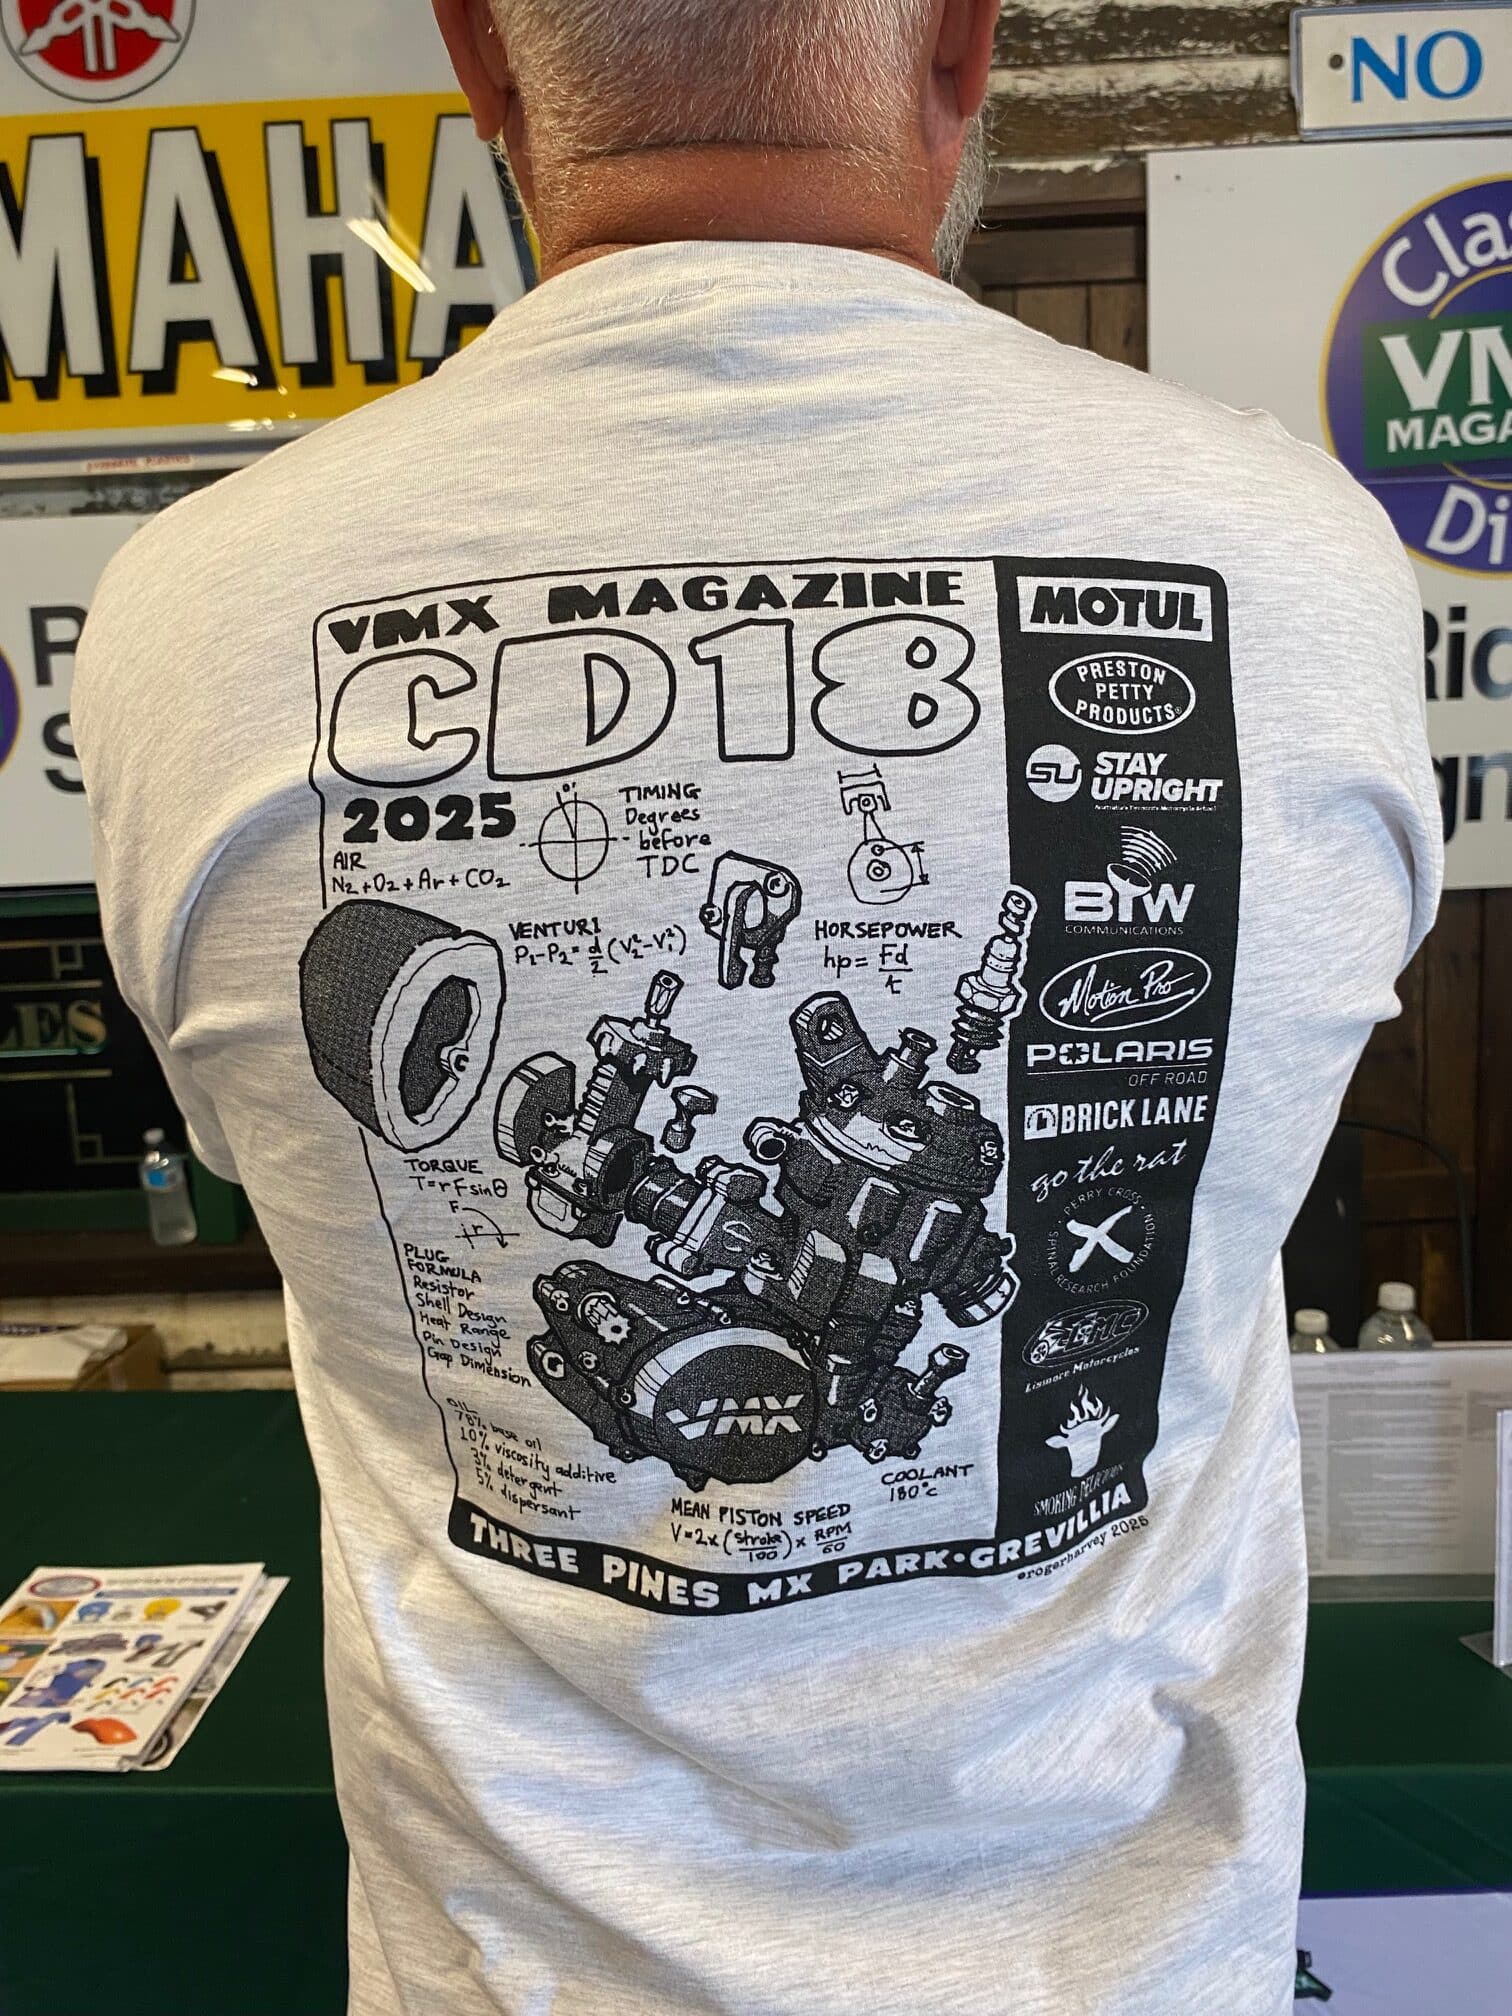 MAHA
NO
Cla
VM
MAGA
Di
VMX MAGAZINE
CD18
2025
AIR
N2+O2+Ar+CO2
O°
TIMING
Degrees
before
TDC
VENTURI
P1-P2= d/2 (V2²-V1²)
HORSEPOWER
hp= Fd/t
TORQUE
T=rFsinθ
F
r
PLUG
FORMULA
Resistor
Shell Design
Heat Range
Pin Design
Gap Dimension
OIL
78% base oil
10% viscosity additive
3% detergent
5% dispersant
VMX
COOLANT
180°c
MEAN PISTON SPEED
V=2x(stroke/100)x RPM/60
THREE PINES MX PARK•GREVILLIA
©rogerharvey 2025
MOTUL
PRESTON
PETTY
PRODUCTS®
SU STAY
UPRIGHT
BTW
COMMUNICATIONS
Motion Pro
POLARIS
OFF ROAD
BRICK LANE
go the rat
PERRY CROSS
SPINAL RESEARCH FOUNDATION
LMC
Lismore Motorcycles
SMOKING DELICIOUS
LES